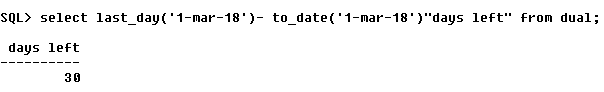 SQL> select last_day('1-mar-18')- to_date('1-mar-18')"days left" from dual;
days left
----------
30